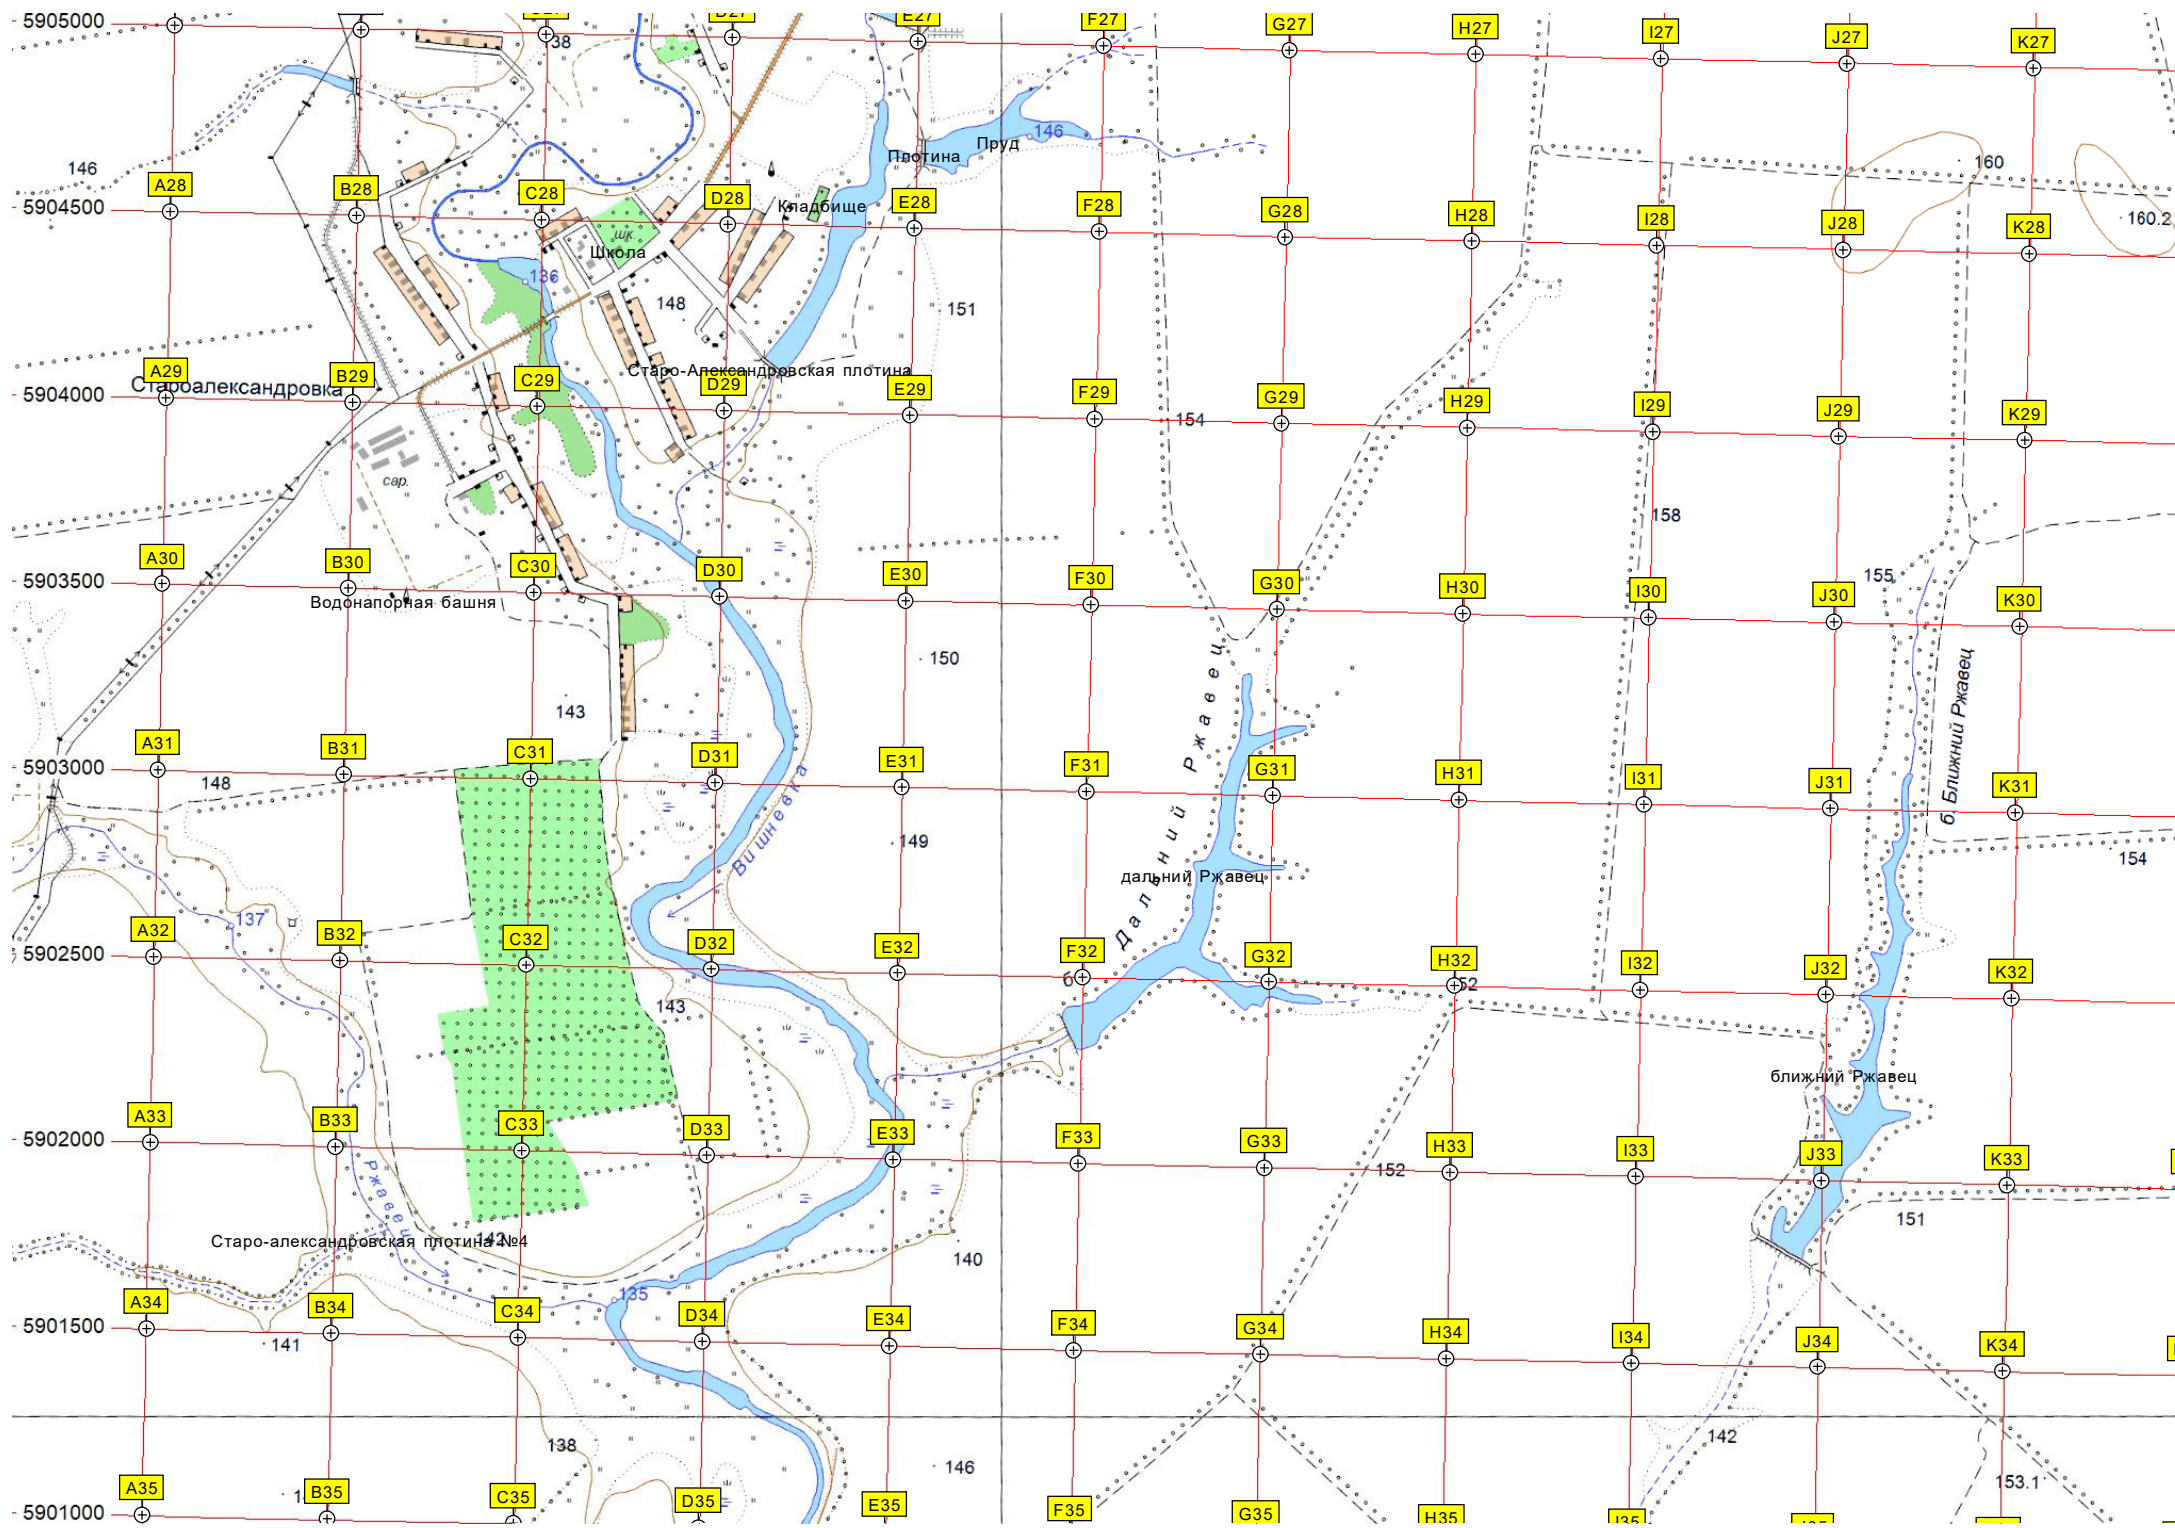 5905000
E27
F27
G27
H27
I27
J27
K27
38
146
Плотина
Пруд
146
160
A28
B28
C28
D28
Кладбище
E28
F28
G28
H28
I28
J28
K28
160.2
5904500
шк.
Школа
136
148
151
Староалександровка
Старо-Александровская плотина
5904000
A29
B29
C29
D29
E29
F29
G29
H29
I29
J29
K29
154
сар.
158
155
5903500
A30
B30
C30
D30
E30
F30
G30
H30
I30
J30
K30
Водонапорная башня
150
143
б. Ближний Ржавец
5903000
A31
B31
C31
D31
E31
F31
G31
H31
I31
J31
K31
148
Вишневка
149
154
б
Дальний Ржавец
дальний Ржавец
137
5902500
A32
B32
C32
D32
E32
F32
G32
H32
I32
J32
K32
52
143
ближний Ржавец
5902000
A33
B33
C33
D33
E33
F33
G33
H33
I33
J33
K33
152
Ржавец
151
Старо-александровская плотина №4
142
140
135
5901500
A34
B34
C34
D34
E34
F34
G34
H34
I34
J34
K34
141
138
142
146
153.1
5901000
A35
B35
C35
D35
E35
F35
G35
H35
I35